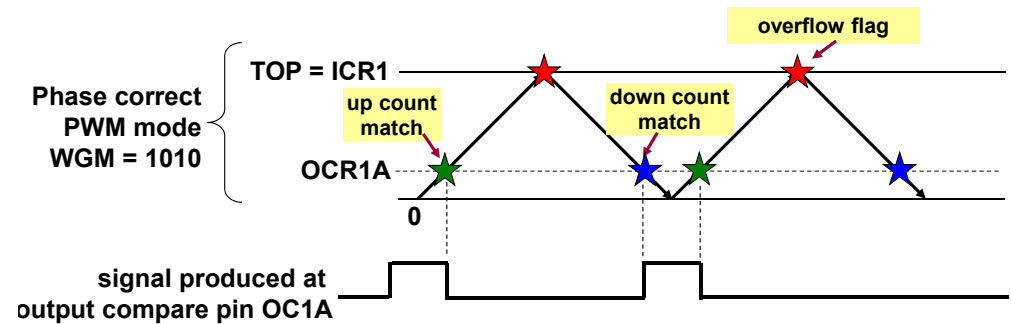 overflow flag
TOP = ICR1
Phase correct
PWM mode
WGM = 1010
up count
match
down count
match
OCR1A
0
signal produced at
output compare pin OC1A